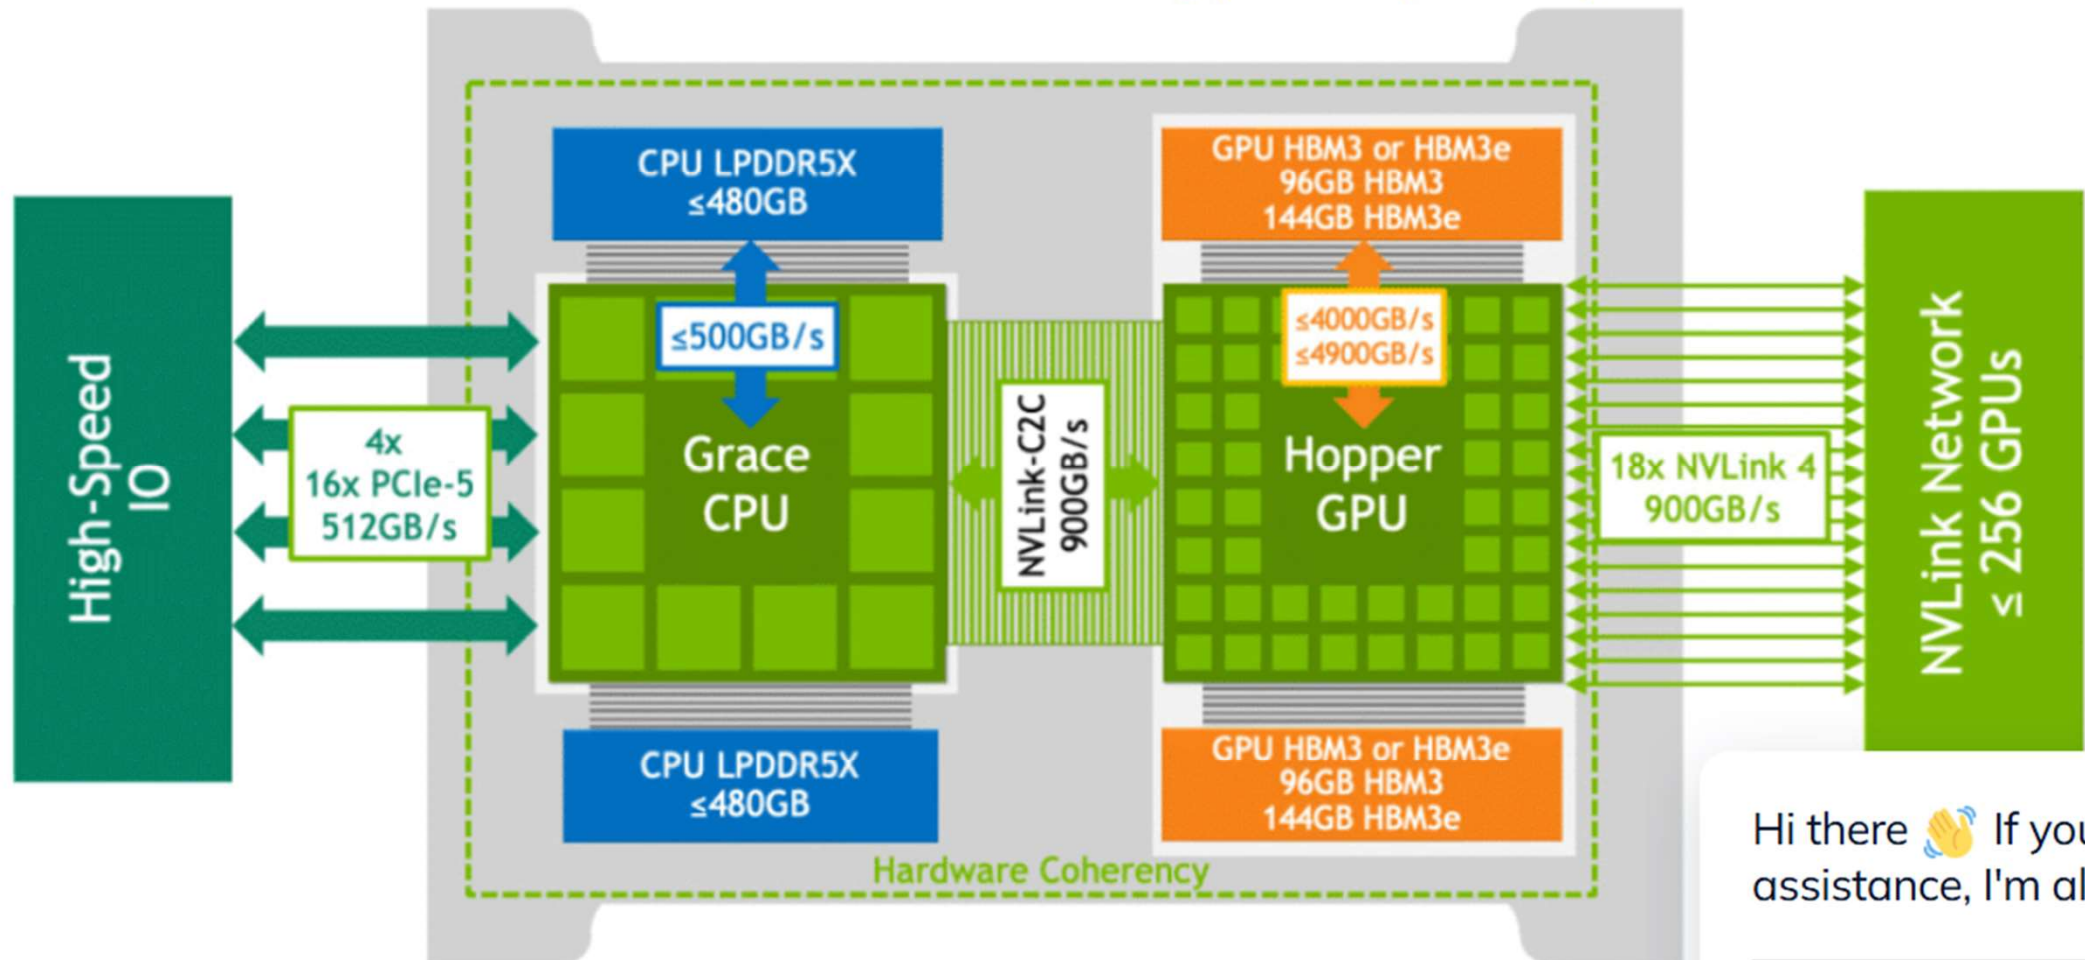 High-Speed
IO
4x
16x PCIe-5
512GB/s
CPU LPDDR5X
≤480GB
≤500GB/s
Grace
CPU
CPU LPDDR5X
≤480GB
NVLink-C2C
900GB/s
GPU HBM3 or HBM3e
96GB HBM3
144GB HBM3e
≤4000GB/s
≤4900GB/s
Hopper
GPU
GPU HBM3 or HBM3e
96GB HBM3
144GB HBM3e
Hardware Coherency
18x NVLink 4
900GB/s
NVLink Network
≤ 256 GPUs
Hi there 👋 If you
assistance, I'm